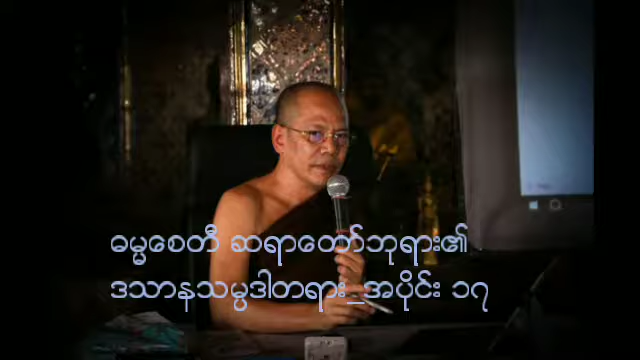 ဓမ္မစေတီ ဆရာတော်ဘုရား၏
ဒသာနသမ္ပဒါတရား_အပိုင်း ၁၇